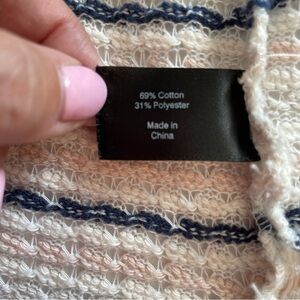 69% Cotton
31% Polyester
Made in
China